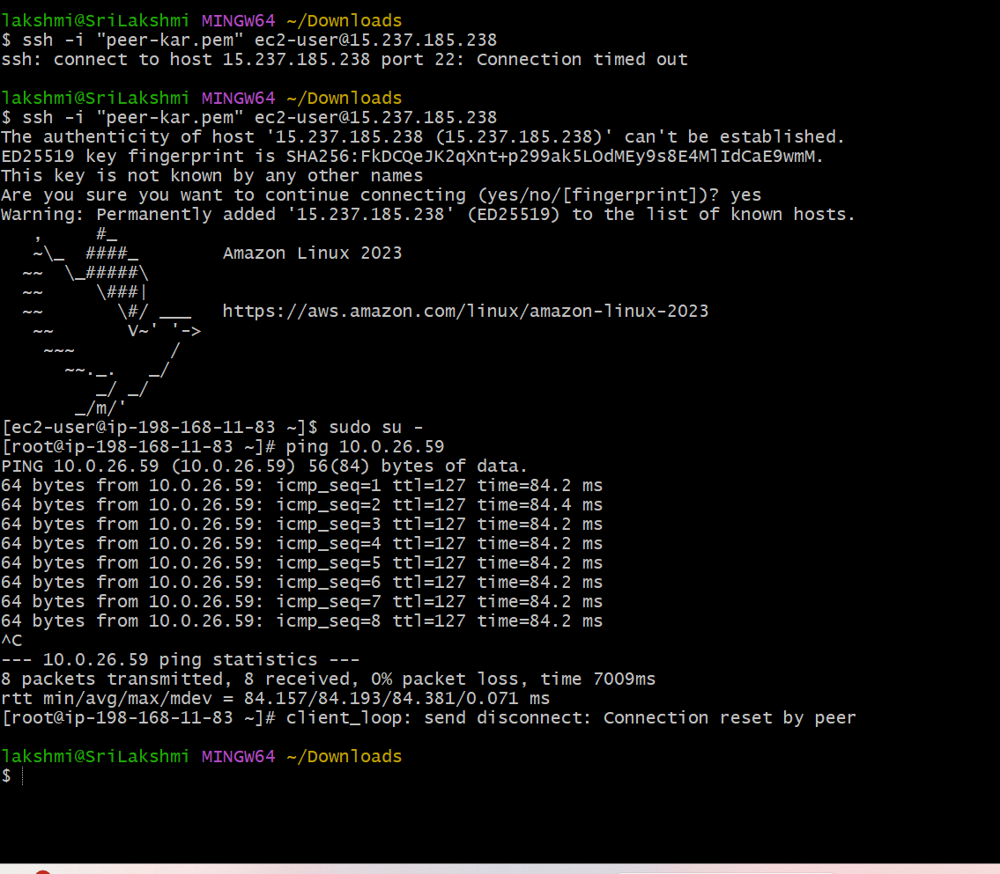 lakshmi@SriLakshmi MINGW64 ~/Downloads
$ ssh -i "peer-kar.pem" ec2-user@15.237.185.238
ssh: connect to host 15.237.185.238 port 22: Connection timed out

lakshmi@SriLakshmi MINGW64 ~/Downloads
$ ssh -i "peer-kar.pem" ec2-user@15.237.185.238
The authenticity of host '15.237.185.238 (15.237.185.238)' can't be established.
ED25519 key fingerprint is SHA256:FkDCQeJK2qXnt+p299ak5LOdMEy9s8E4MlIdCaE9wmM.
This key is not known by any other names
Are you sure you want to continue connecting (yes/no/[fingerprint])? yes
Warning: Permanently added '15.237.185.238' (ED25519) to the list of known hosts.
   ,     #_
   ~\_  ####_        Amazon Linux 2023
  ~~  \_#####\
  ~~     \###|
  ~~       \#/ ___   https://aws.amazon.com/linux/amazon-linux-2023
   ~~       V~' '->
    ~~~         /
      ~~._.   _/
         _/ _/
       _/m/'
[ec2-user@ip-198-168-11-83 ~]$ sudo su -
[root@ip-198-168-11-83 ~]# ping 10.0.26.59
PING 10.0.26.59 (10.0.26.59) 56(84) bytes of data.
64 bytes from 10.0.26.59: icmp_seq=1 ttl=127 time=84.2 ms
64 bytes from 10.0.26.59: icmp_seq=2 ttl=127 time=84.4 ms
64 bytes from 10.0.26.59: icmp_seq=3 ttl=127 time=84.2 ms
64 bytes from 10.0.26.59: icmp_seq=4 ttl=127 time=84.2 ms
64 bytes from 10.0.26.59: icmp_seq=5 ttl=127 time=84.2 ms
64 bytes from 10.0.26.59: icmp_seq=6 ttl=127 time=84.2 ms
64 bytes from 10.0.26.59: icmp_seq=7 ttl=127 time=84.2 ms
64 bytes from 10.0.26.59: icmp_seq=8 ttl=127 time=84.2 ms
^C
--- 10.0.26.59 ping statistics ---
8 packets transmitted, 8 received, 0% packet loss, time 7009ms
rtt min/avg/max/mdev = 84.157/84.193/84.381/0.071 ms
[root@ip-198-168-11-83 ~]# client_loop: send disconnect: Connection reset by peer

lakshmi@SriLakshmi MINGW64 ~/Downloads
$